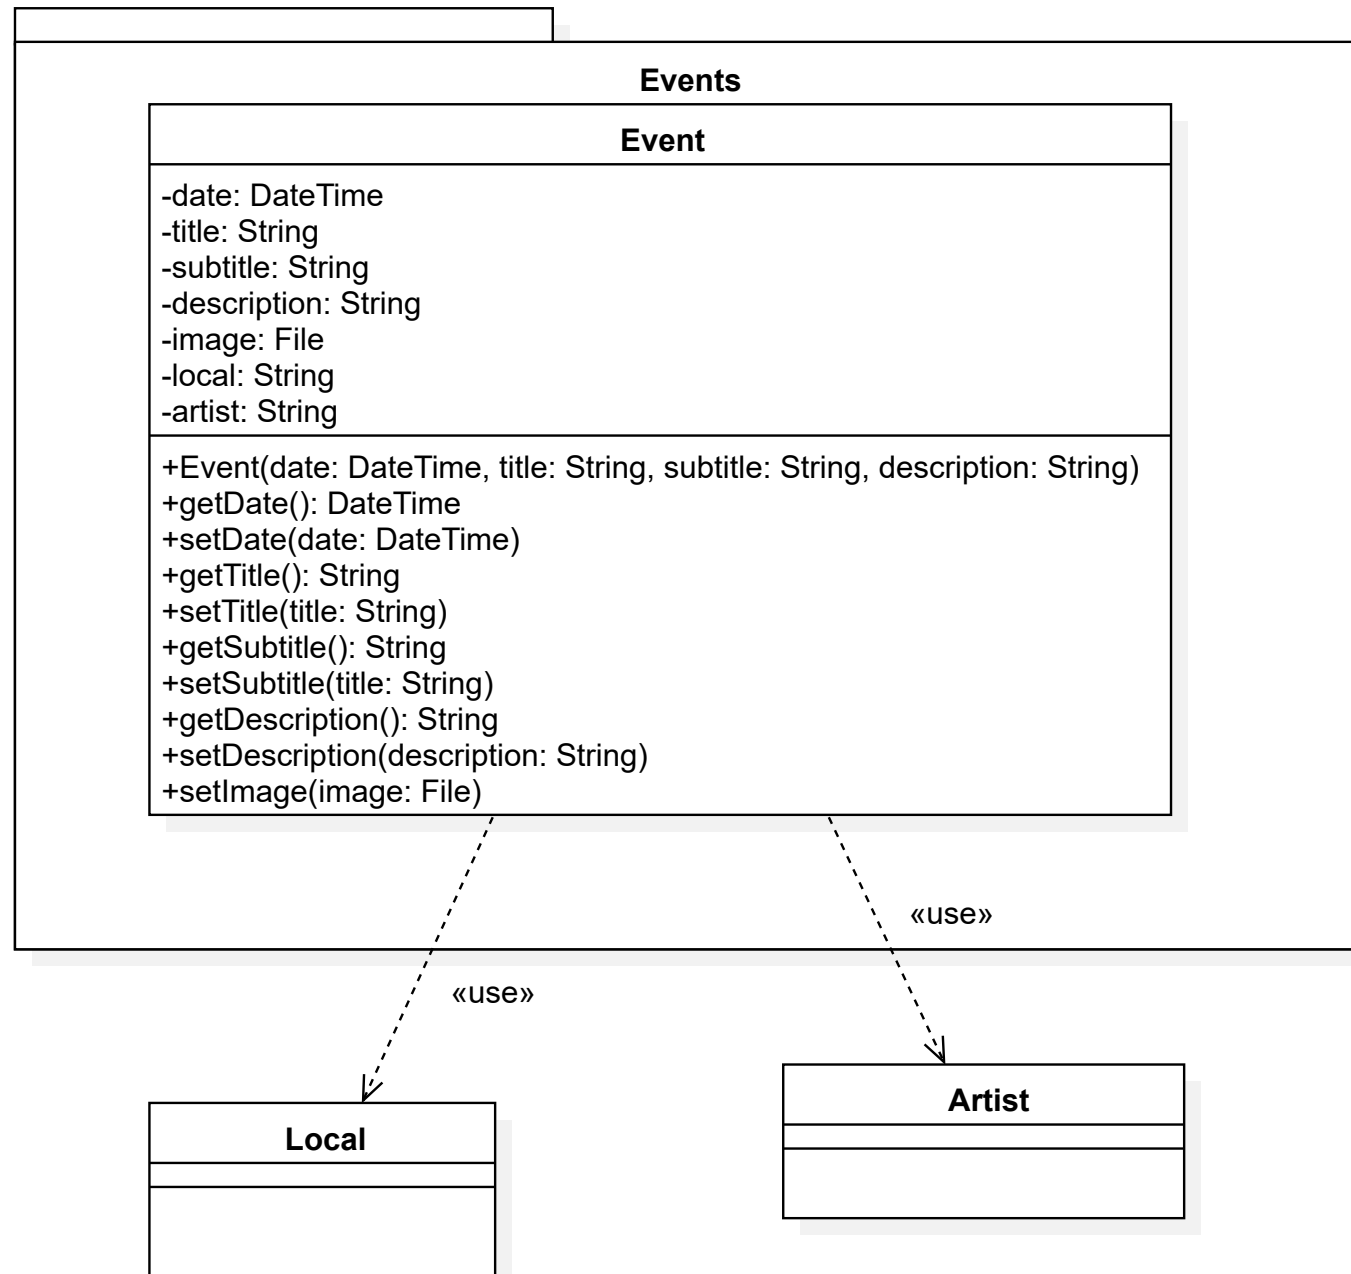 Events
Event
-date: DateTime
-title: String
-subtitle: String
-description: String
-image: File
-local: String
-artist: String
+Event(date: DateTime, title: String, subtitle: String, description: String)
+getDate(): DateTime
+setDate(date: DateTime)
+getTitle(): String
+setTitle(title: String)
+getSubtitle(): String
+setSubtitle(title: String)
+getDescription(): String
+setDescription(description: String)
+setImage(image: File)
«use»
«use»
Artist
Local